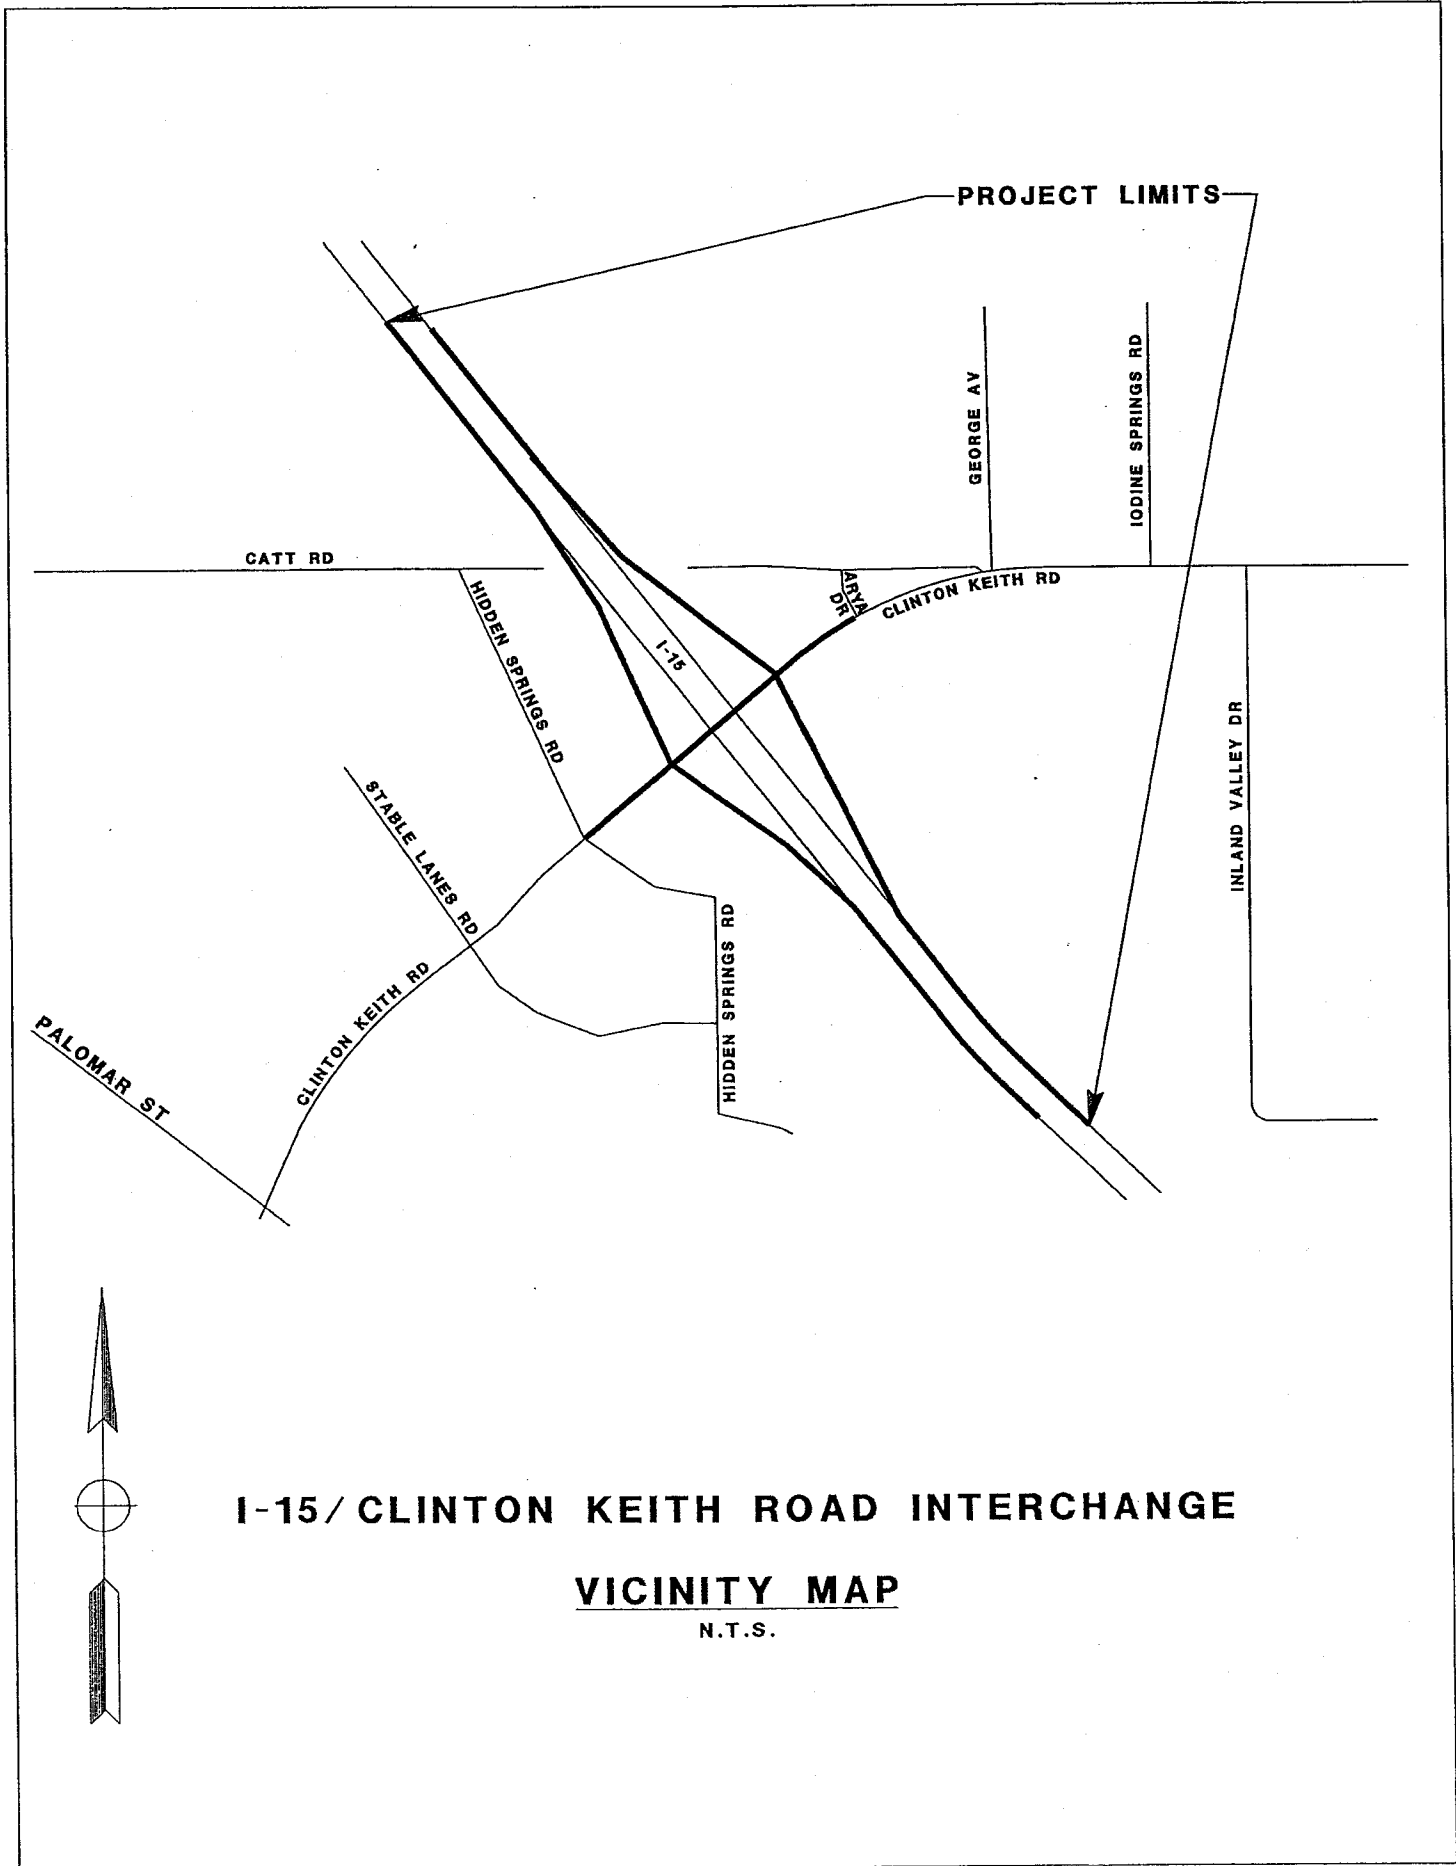 PROJECT LIMITS
GEORGE AV
IODINE SPRINGS RD
CATT RD
HIDDEN SPRINGS RD
ARYA
DR
CLINTON KEITH RD
I-15
INLAND VALLEY DR
STABLE LANES RD
HIDDEN SPRINGS RD
CLINTON KEITH RD
PALOMAR ST
I-15/CLINTON KEITH ROAD INTERCHANGE
VICINITY MAP
N.T.S.